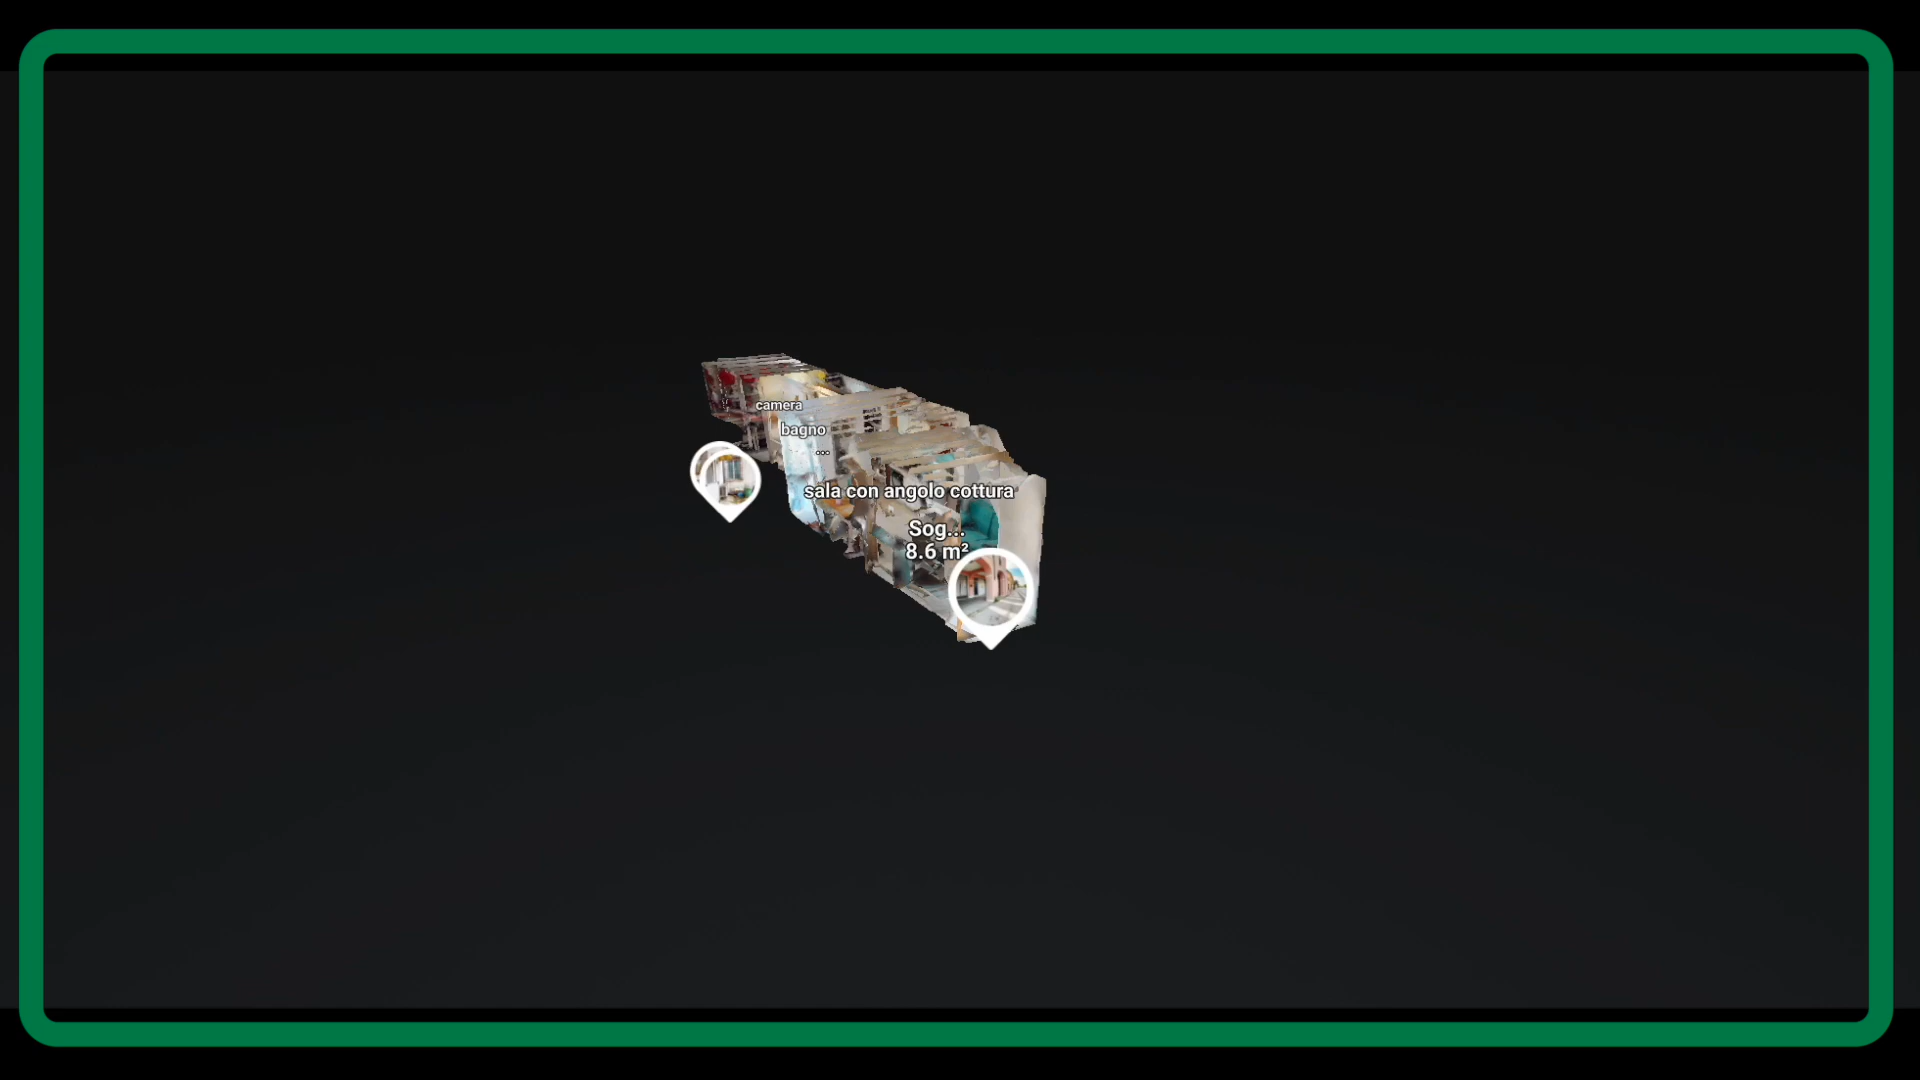 camera
bagno
...
sala con angolo cottura
Sog...
8.6 m²